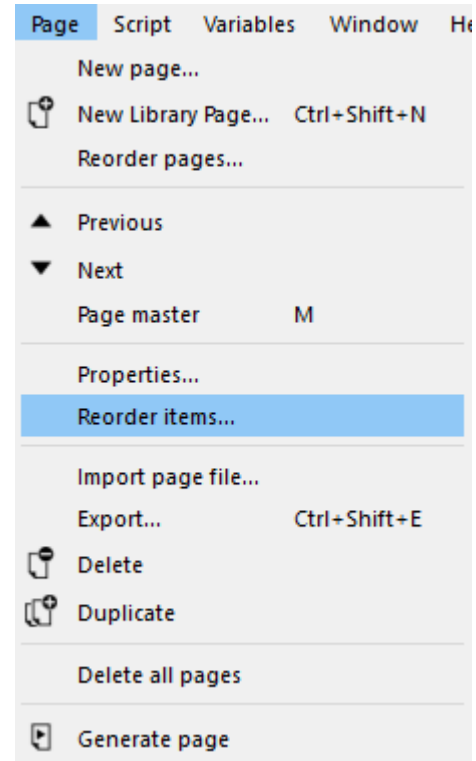 Page Script Variables Window He
New page...
New Library Page... Ctrl+Shift+N
Reorder pages...
Previous
Next
Page master M
Properties...
Reorder items...
Import page file...
Export... Ctrl+Shift+E
Delete
Duplicate
Delete all pages
Generate page